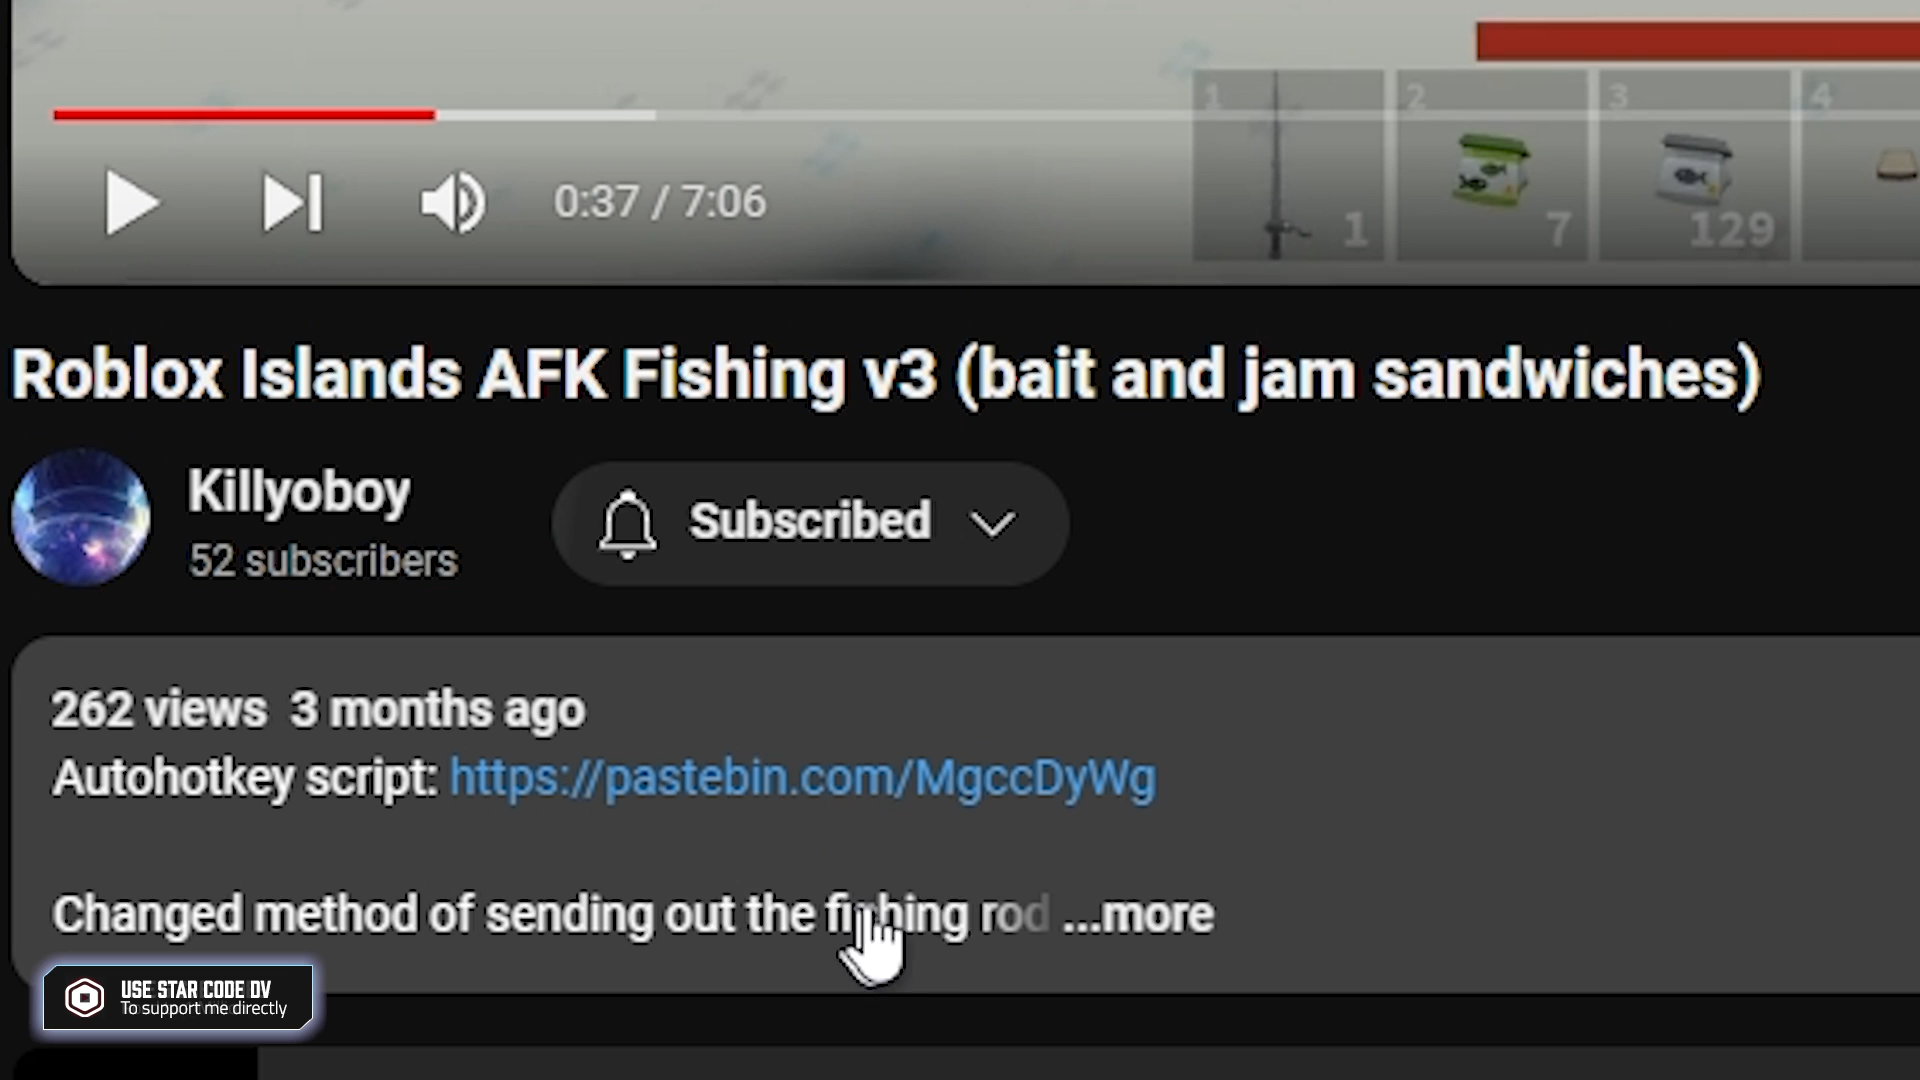 1
2
3
4
1
7
129
0:37 / 7:06
Roblox Islands AFK Fishing v3 (bait and jam sandwiches)
Killyoboy
52 subscribers
Subscribed
262 views 3 months ago
Autohotkey script: https://pastebin.com/MgccDyWg
Changed method of sending out the fishing rod ...more
USE STAR CODE DV
To support me directly